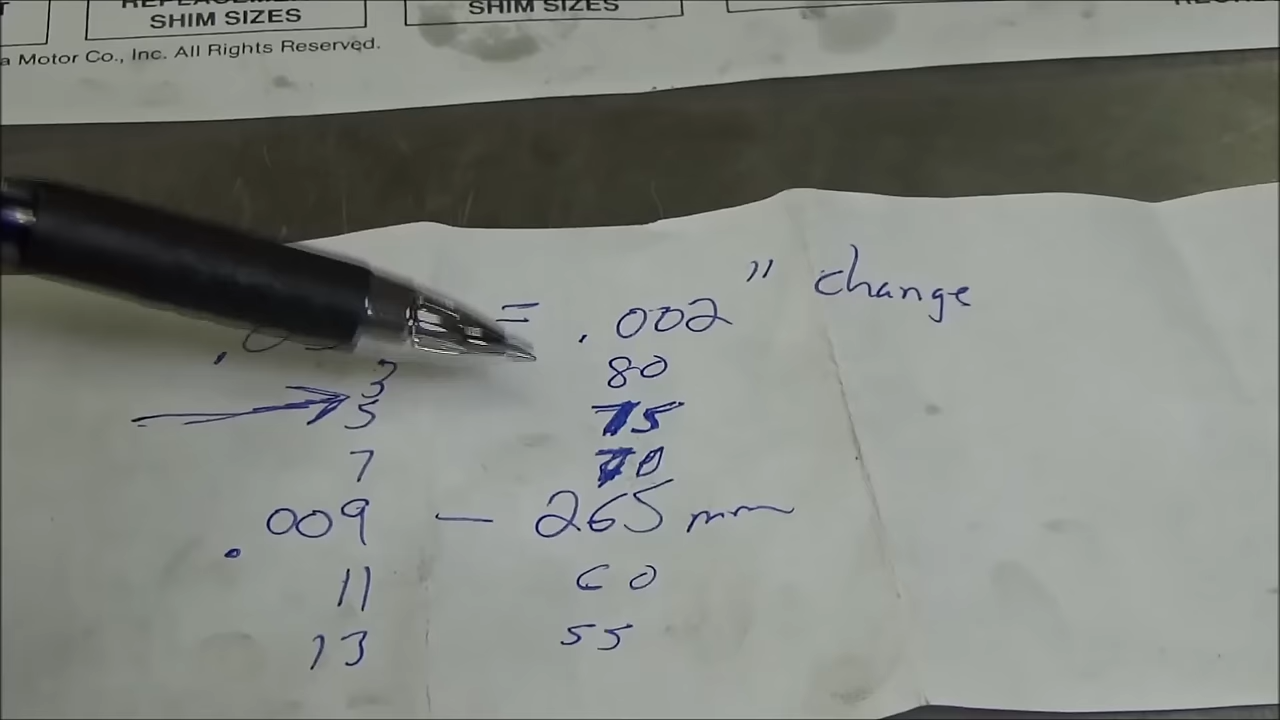 SHIM SIZES
SHIM SIZES
a Motor Co., Inc. All Rights Reserved.
= .002 " change
3 80
5 75
7 70
.009 — 265 mm
11 60
13 55